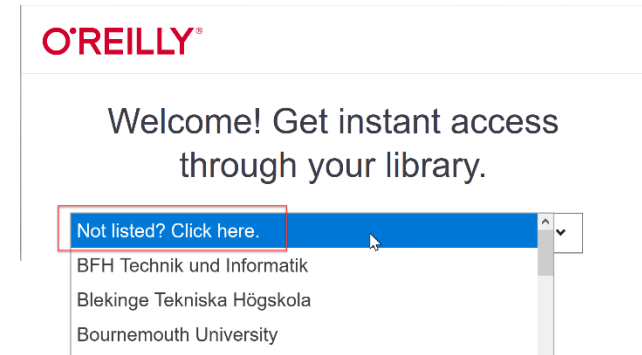 O'REILLY®
Welcome! Get instant access
through your library.
Not listed? Click here.
BFH Technik und Informatik
Blekinge Tekniska Högskola
Bournemouth University